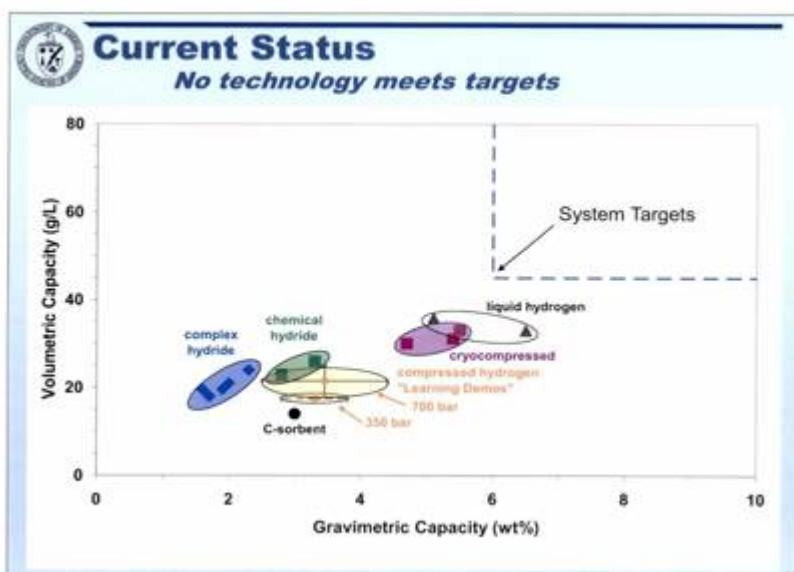 Current Status
No technology meets targets
80
60
40
20
0
Volumetric Capacity (g/L)
System Targets
liquid hydrogen
chemical
hydride
complex
hydride
cryocompressed
compressed hydrogen
"Learning Demos"
700 bar
350 bar
C-sorbent
0 2 4 6 8 10
Gravimetric Capacity (wt%)